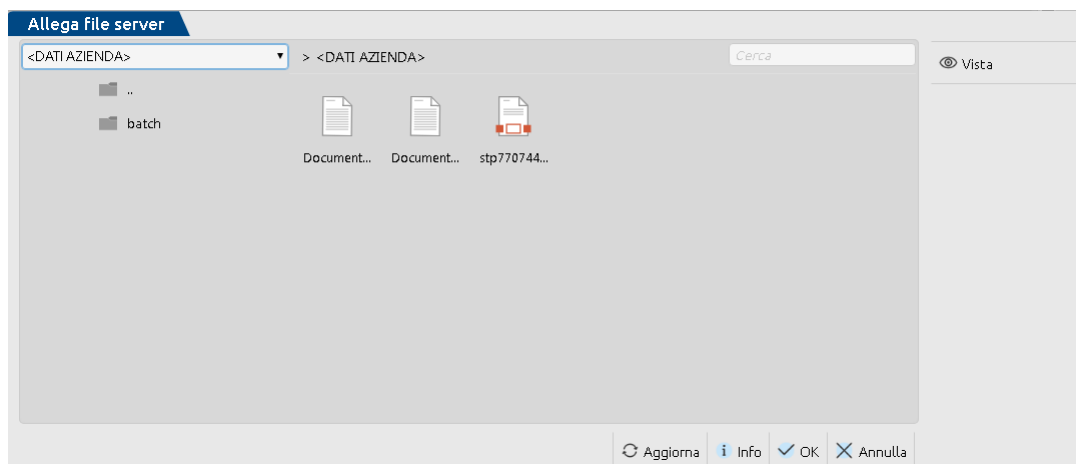 Allega file server
<DATI AZIENDA>
> <DATI AZIENDA>
Cerca
Vista
..
batch
Document...
Document...
stp770744...
Aggiorna
Info
OK
Annulla